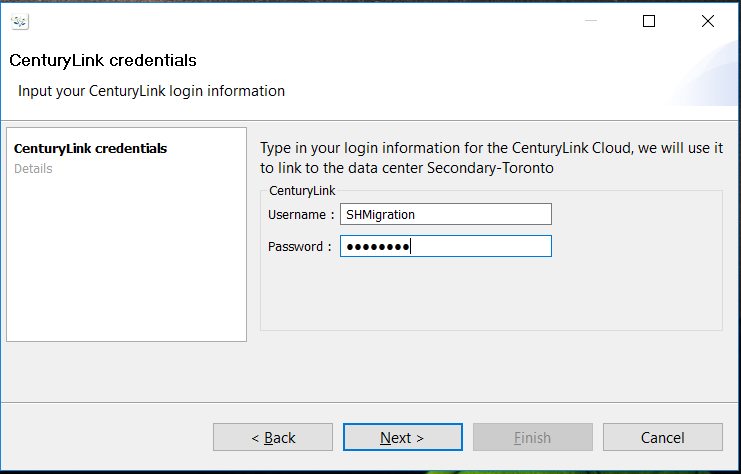 CenturyLink credentials
Input your CenturyLink login information
CenturyLink credentials
Details
Type in your login information for the CenturyLink Cloud, we will use it
to link to the data center Secondary-Toronto
CenturyLink
Username : SHMigration
Password : ●●●●●●●●
< Back Next > Finish Cancel